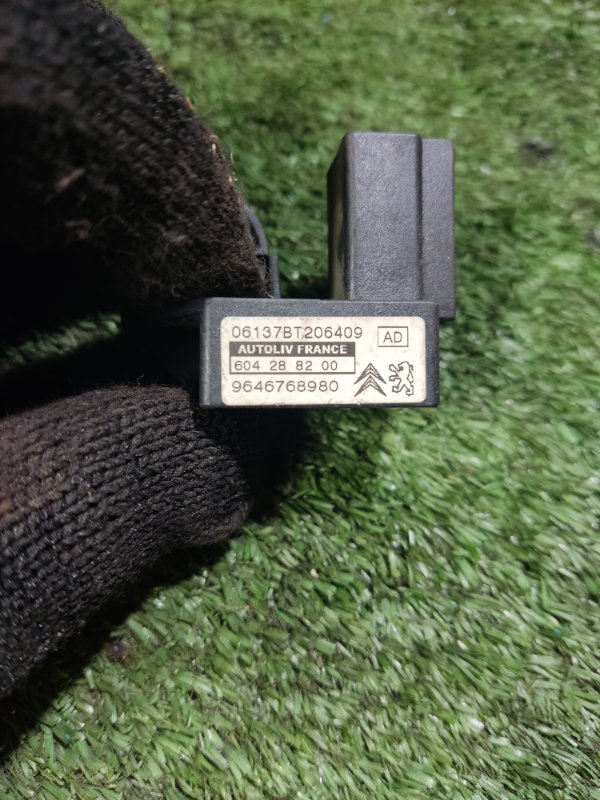 06137BT206409
AD
AUTOLIV FRANCE
604 28 82 00
9646768980